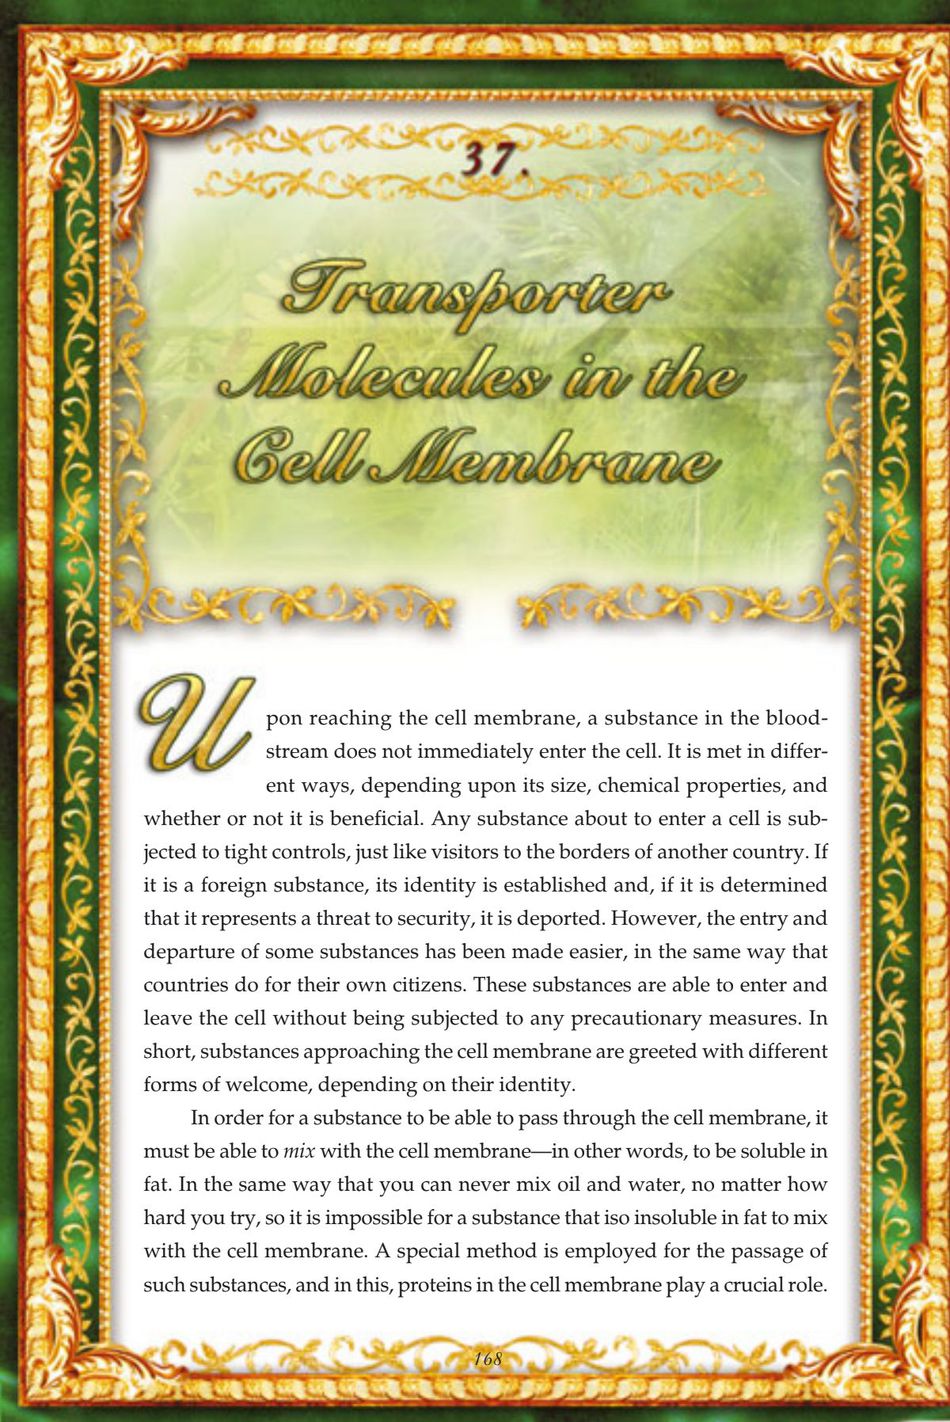 37.
Transporter
Molecules in the
Cell Membrane
Upon reaching the cell membrane, a substance in the blood-
stream does not immediately enter the cell. It is met in differ-
ent ways, depending upon its size, chemical properties, and
whether or not it is beneficial. Any substance about to enter a cell is sub-
jected to tight controls, just like visitors to the borders of another country. If
it is a foreign substance, its identity is established and, if it is determined
that it represents a threat to security, it is deported. However, the entry and
departure of some substances has been made easier, in the same way that
countries do for their own citizens. These substances are able to enter and
leave the cell without being subjected to any precautionary measures. In
short, substances approaching the cell membrane are greeted with different
forms of welcome, depending on their identity.
In order for a substance to be able to pass through the cell membrane, it
must be able to mix with the cell membrane—in other words, to be soluble in
fat. In the same way that you can never mix oil and water, no matter how
hard you try, so it is impossible for a substance that iso insoluble in fat to mix
with the cell membrane. A special method is employed for the passage of
such substances, and in this, proteins in the cell membrane play a crucial role.
168